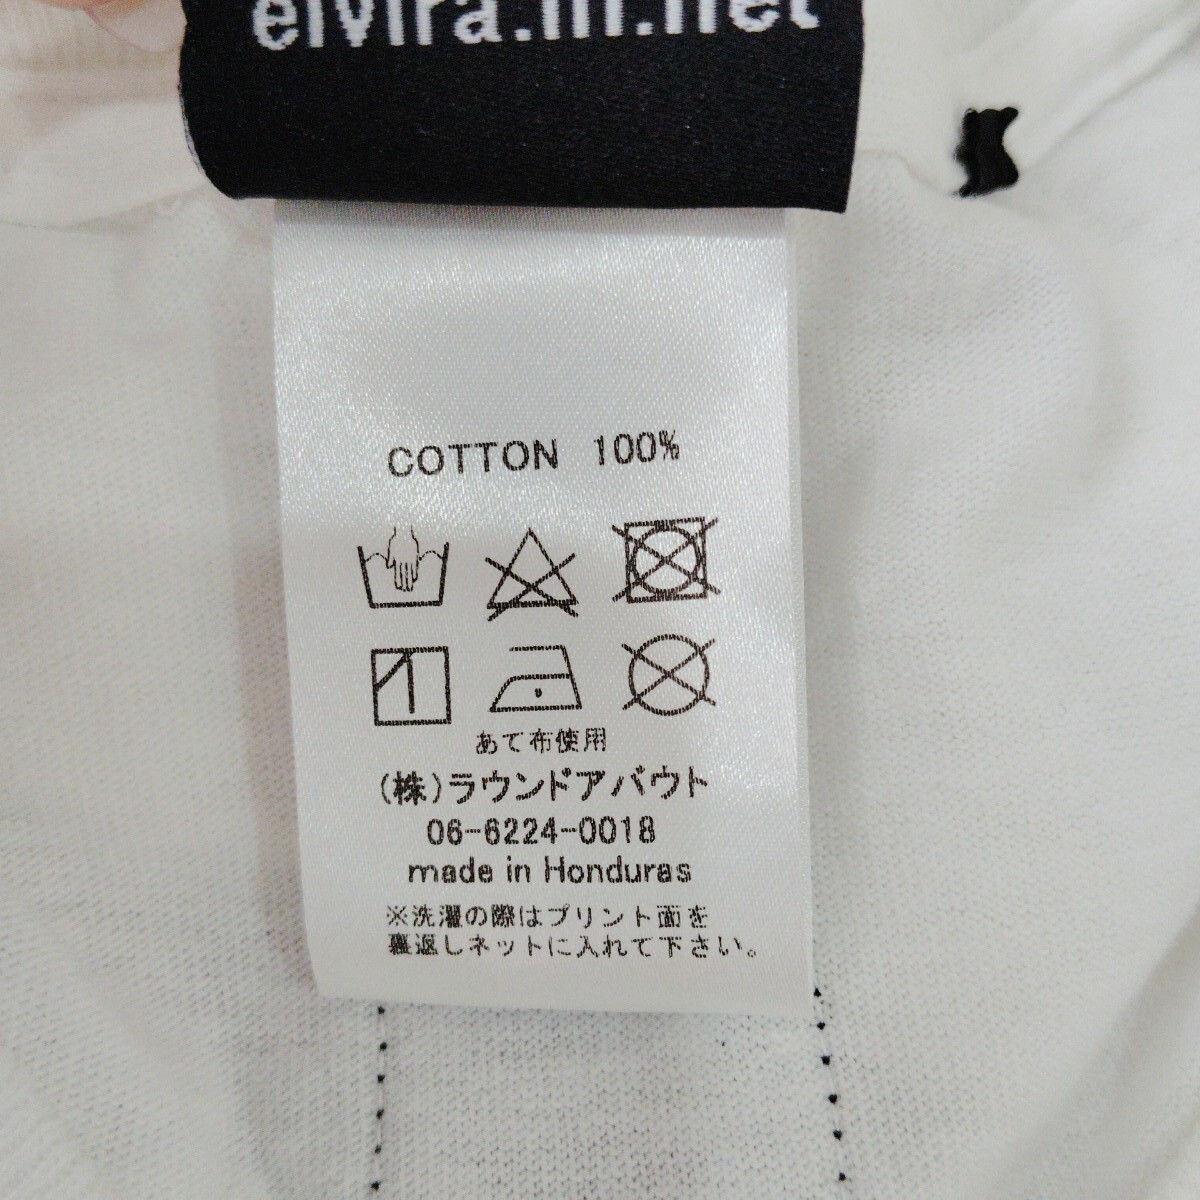 elvira.m.net
COTTON 100%
あて布使用
(株)ラウンドアバウト
06-6224-0018
made in Honduras
※洗濯の際はプリント面を
裏返しネットに入れて下さい。